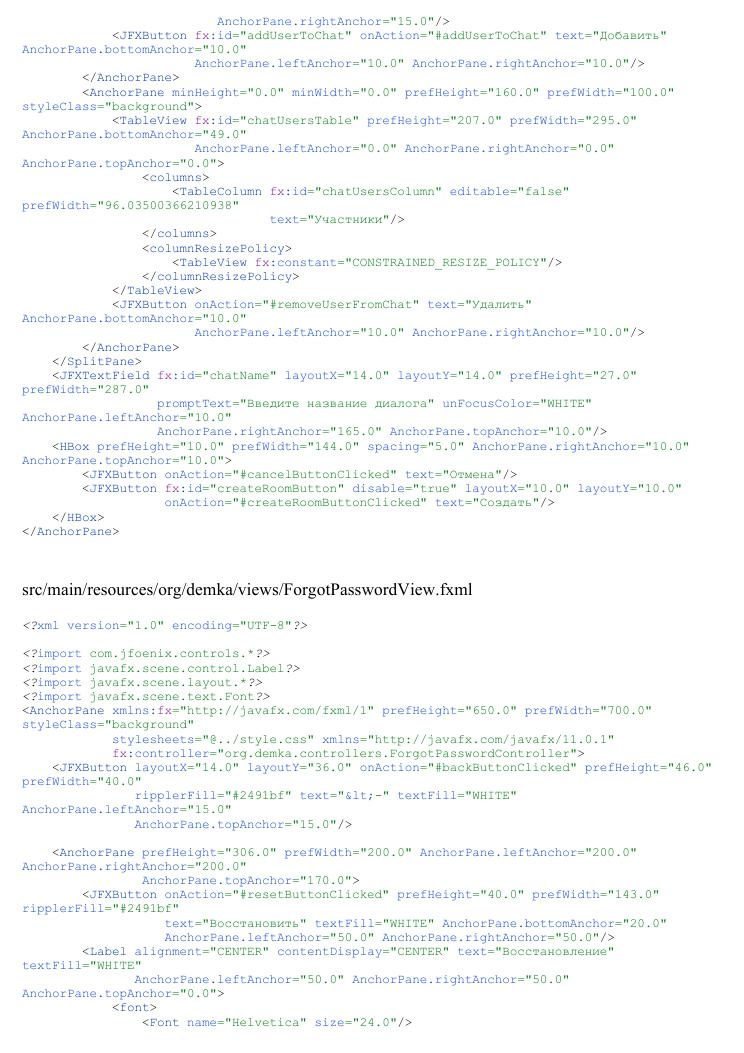 AnchorPane.rightAnchor="15.0"/>
<JFXButton fx:id="addUserToChat" onAction="#addUserToChat" text="Добавить"
AnchorPane.bottomAnchor="10.0"
AnchorPane.leftAnchor="10.0" AnchorPane.rightAnchor="10.0"/>
</AnchorPane>
<AnchorPane minHeight="0.0" minWidth="0.0" prefHeight="160.0" prefWidth="100.0"
styleClass="background">
<TableView fx:id="chatUsersTable" prefHeight="207.0" prefWidth="295.0"
AnchorPane.bottomAnchor="49.0"
AnchorPane.leftAnchor="0.0" AnchorPane.rightAnchor="0.0"
AnchorPane.topAnchor="0.0">
<columns>
<TableColumn fx:id="chatUsersColumn" editable="false"
prefWidth="96.03500366210938"
text="Участники"/>
</columns>
<columnResizePolicy>
<TableView fx:constant="CONSTRAINED_RESIZE_POLICY"/>
</columnResizePolicy>
</TableView>
<JFXButton onAction="#removeUserFromChat" text="Удалить"
AnchorPane.bottomAnchor="10.0"
AnchorPane.leftAnchor="10.0" AnchorPane.rightAnchor="10.0"/>
</AnchorPane>
</SplitPane>
<JFXTextField fx:id="chatName" layoutX="14.0" layoutY="14.0" prefHeight="27.0"
prefWidth="287.0"
promptText="Введите название диалога" unFocusColor="WHITE"
AnchorPane.leftAnchor="10.0"
AnchorPane.rightAnchor="165.0" AnchorPane.topAnchor="10.0"/>
<HBox prefHeight="10.0" prefWidth="144.0" spacing="5.0" AnchorPane.rightAnchor="10.0"
AnchorPane.topAnchor="10.0">
<JFXButton onAction="#cancelButtonClicked" text="Отмена"/>
<JFXButton fx:id="createRoomButton" disable="true" layoutX="10.0" layoutY="10.0"
onAction="#createRoomButtonClicked" text="Создать"/>
</HBox>
</AnchorPane>
src/main/resources/org/demka/views/ForgotPasswordView.fxml
<?xml version="1.0" encoding="UTF-8"?>
<?import com.jfoenix.controls.*?>
<?import javafx.scene.control.Label?>
<?import javafx.scene.layout.*?>
<?import javafx.scene.text.Font?>
<AnchorPane xmlns:fx="http://javafx.com/fxml/1" prefHeight="650.0" prefWidth="700.0"
styleClass="background"
stylesheets="@../style.css" xmlns="http://javafx.com/javafx/11.0.1"
fx:controller="org.demka.controllers.ForgotPasswordController">
<JFXButton layoutX="14.0" layoutY="36.0" onAction="#backButtonClicked" prefHeight="46.0"
prefWidth="40.0"
ripplerFill="#2491bf" text="&lt;-" textFill="WHITE"
AnchorPane.leftAnchor="15.0"
AnchorPane.topAnchor="15.0"/>
<AnchorPane prefHeight="306.0" prefWidth="200.0" AnchorPane.leftAnchor="200.0"
AnchorPane.rightAnchor="200.0"
AnchorPane.topAnchor="170.0">
<JFXButton onAction="#resetButtonClicked" prefHeight="40.0" prefWidth="143.0"
ripplerFill="#2491bf"
text="Восстановить" textFill="WHITE" AnchorPane.bottomAnchor="20.0"
AnchorPane.leftAnchor="50.0" AnchorPane.rightAnchor="50.0"/>
<Label alignment="CENTER" contentDisplay="CENTER" text="Восстановление"
textFill="WHITE"
AnchorPane.leftAnchor="50.0" AnchorPane.rightAnchor="50.0"
AnchorPane.topAnchor="0.0">
<font>
<Font name="Helvetica" size="24.0"/>